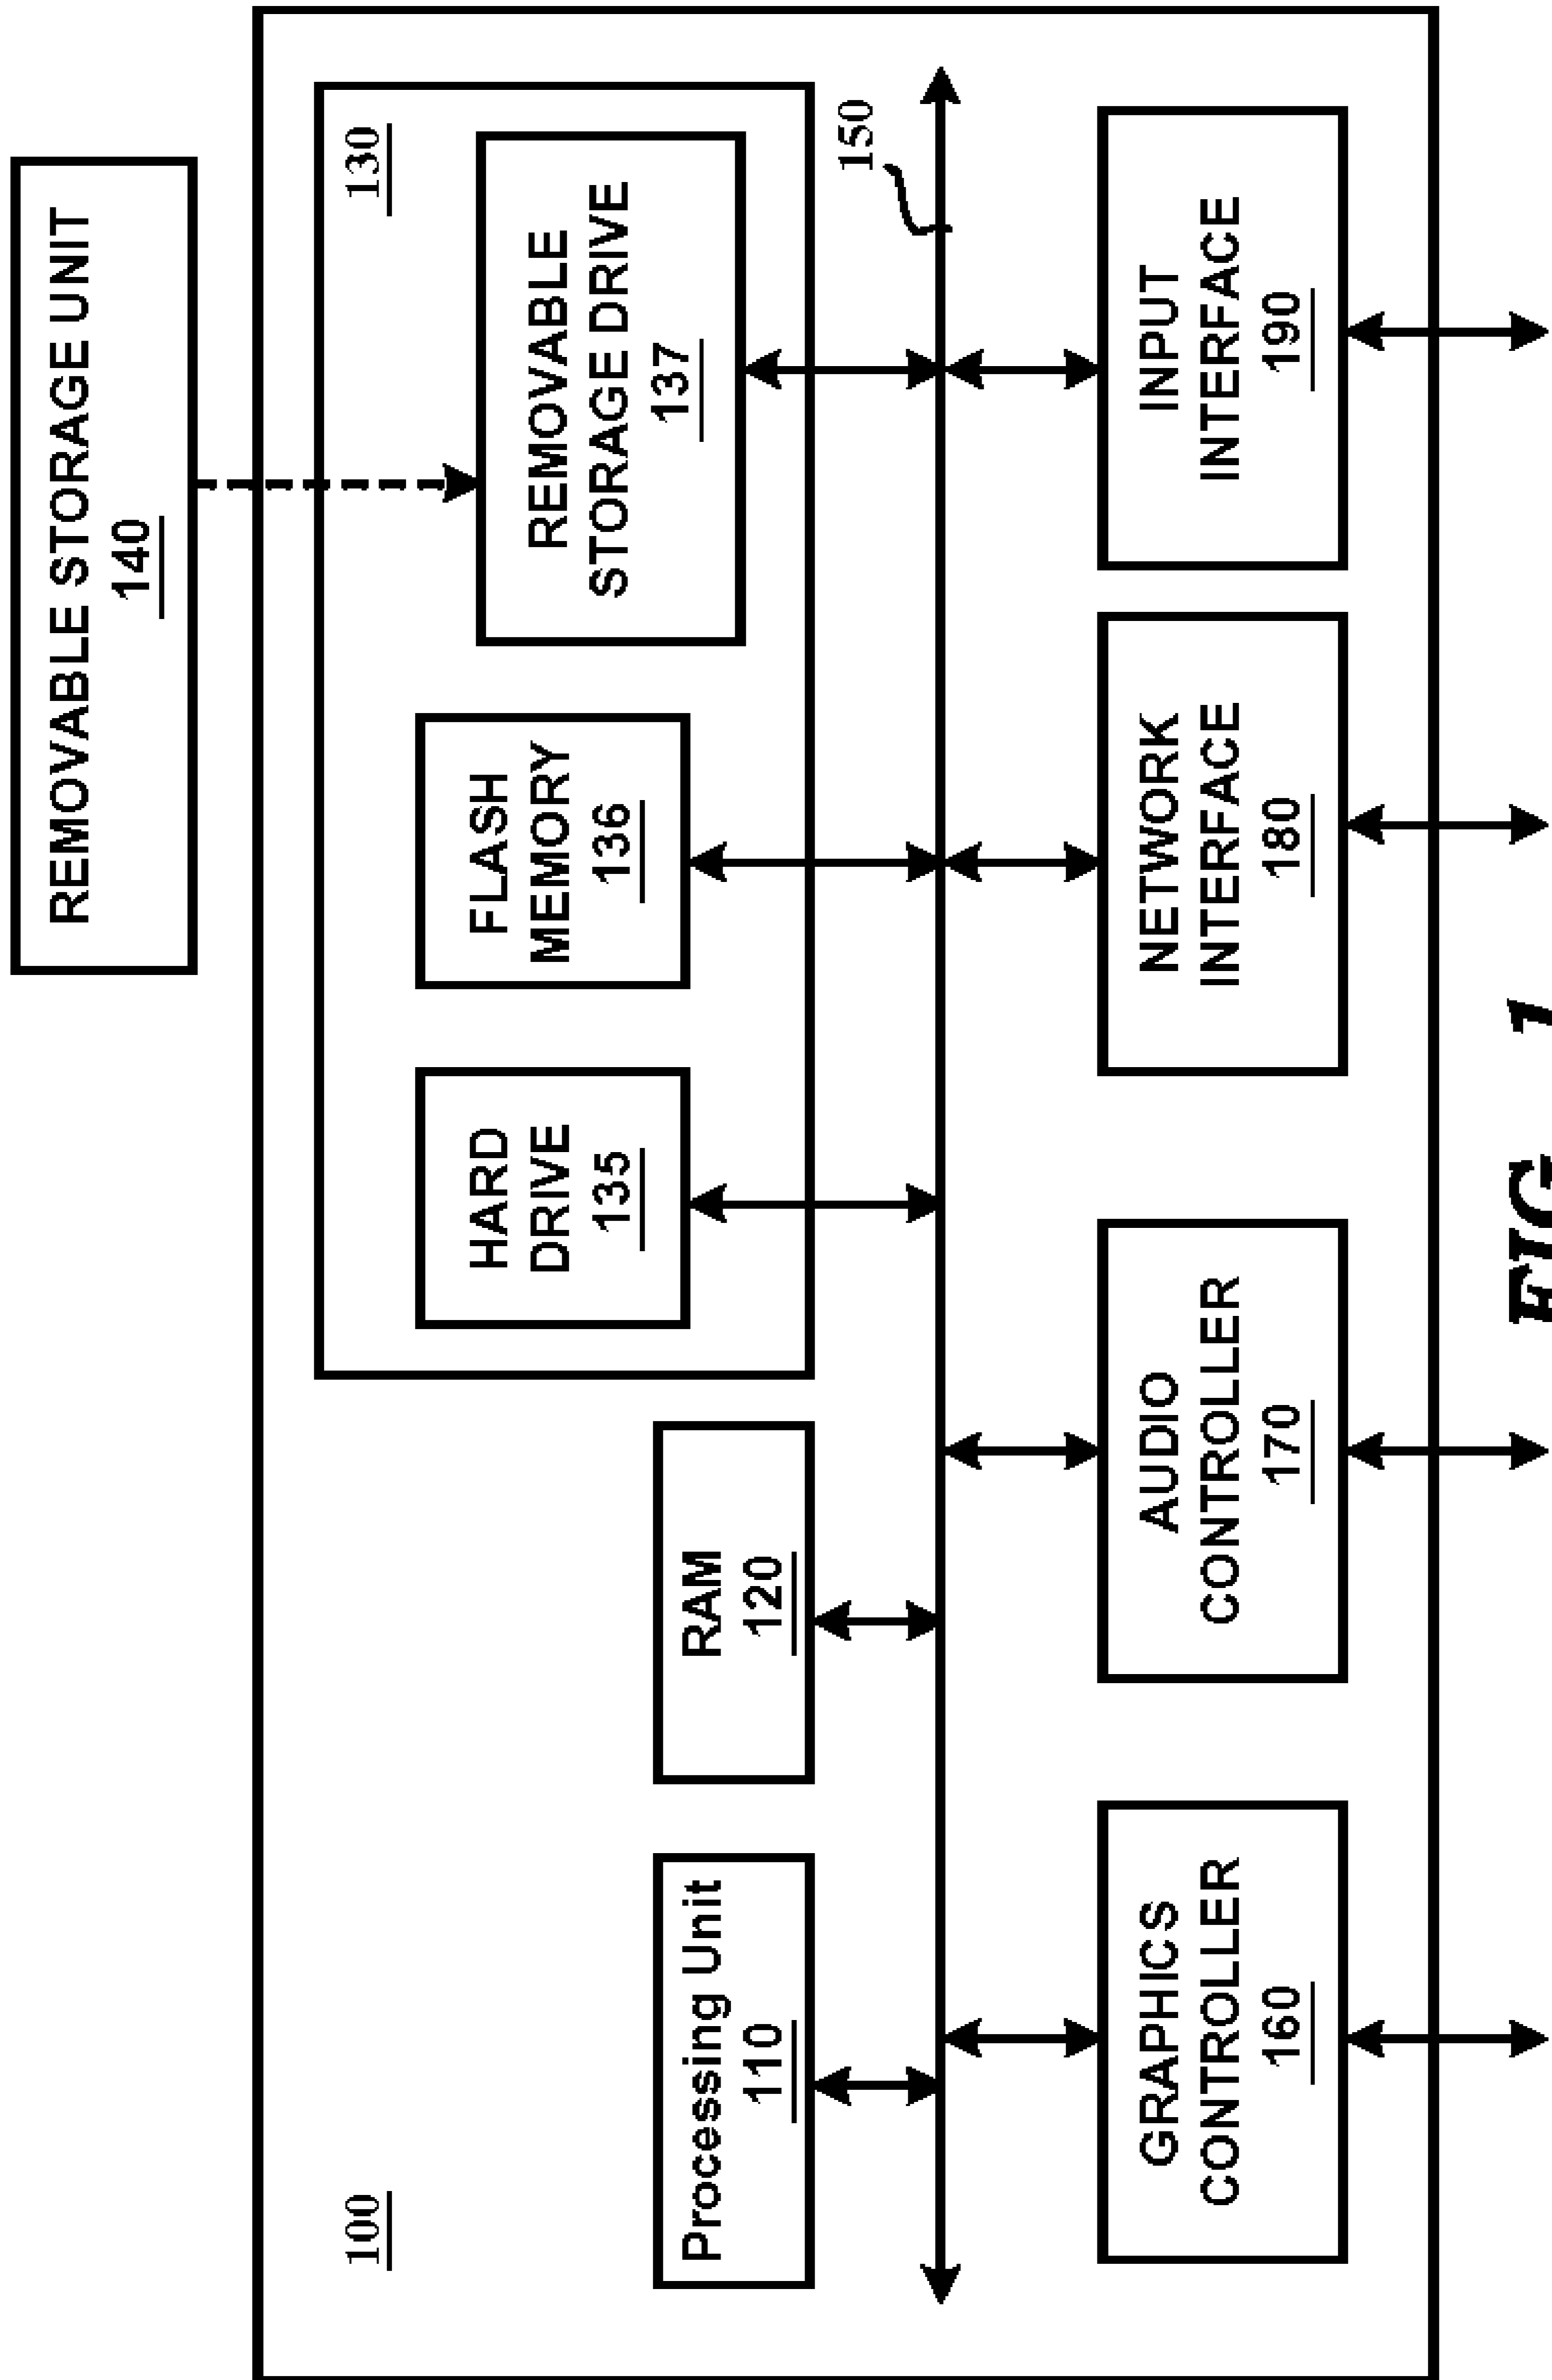 REMOVABLE STORAGE UNIT
140
100
130
Processing Unit
110
RAM
120
HARD
DRIVE
135
FLASH
MEMORY
136
REMOVABLE
STORAGE DRIVE
137
150
GRAPHICS
CONTROLLER
160
AUDIO
CONTROLLER
170
NETWORK
INTERFACE
180
INPUT
INTERFACE
190
FIG. 1